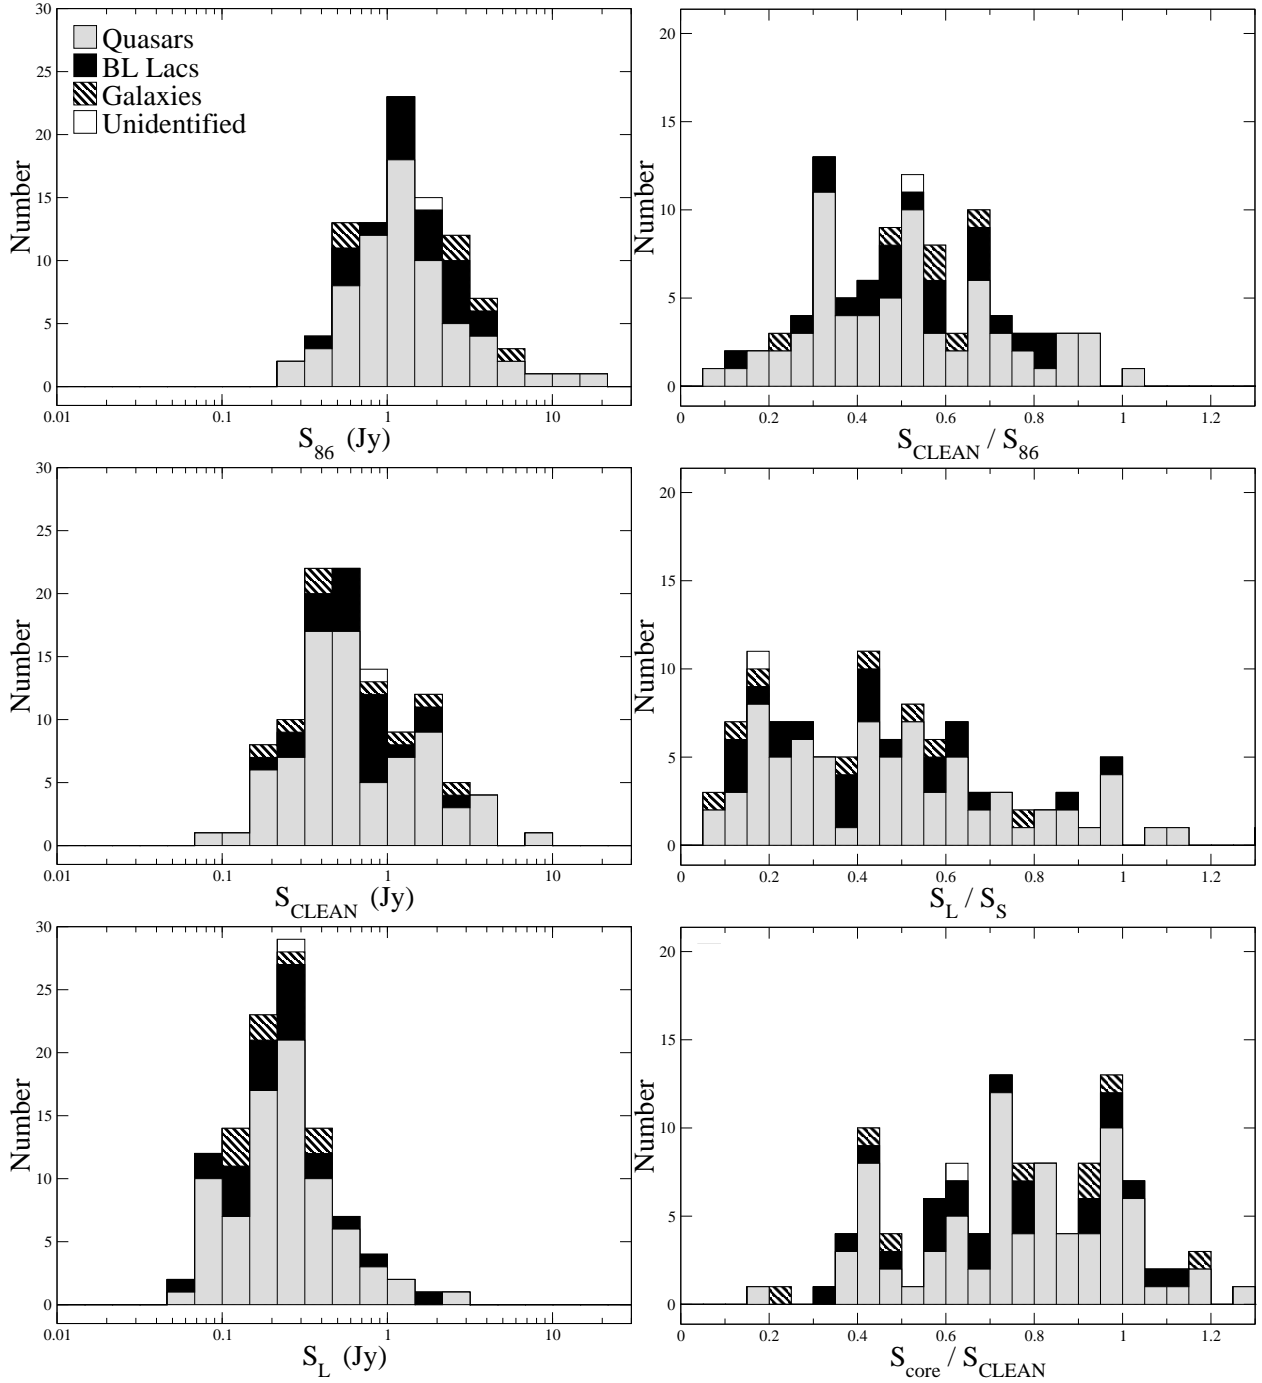 30
25
20
15
10
5
0
Number
Quasars
BL Lacs
Galaxies
Unidentified
0.01 0.1 1 10
S86 (Jy)
20
15
10
5
0
Number
0 0.2 0.4 0.6 0.8 1 1.2
SCLEAN / S86
30
25
20
15
10
5
0
Number
0.01 0.1 1 10
SCLEAN (Jy)
20
15
10
5
0
Number
0 0.2 0.4 0.6 0.8 1 1.2
SL / SS
30
25
20
15
10
5
0
Number
0.01 0.1 1 10
SL (Jy)
20
15
10
5
0
Number
0 0.2 0.4 0.6 0.8 1 1.2
Score / SCLEAN